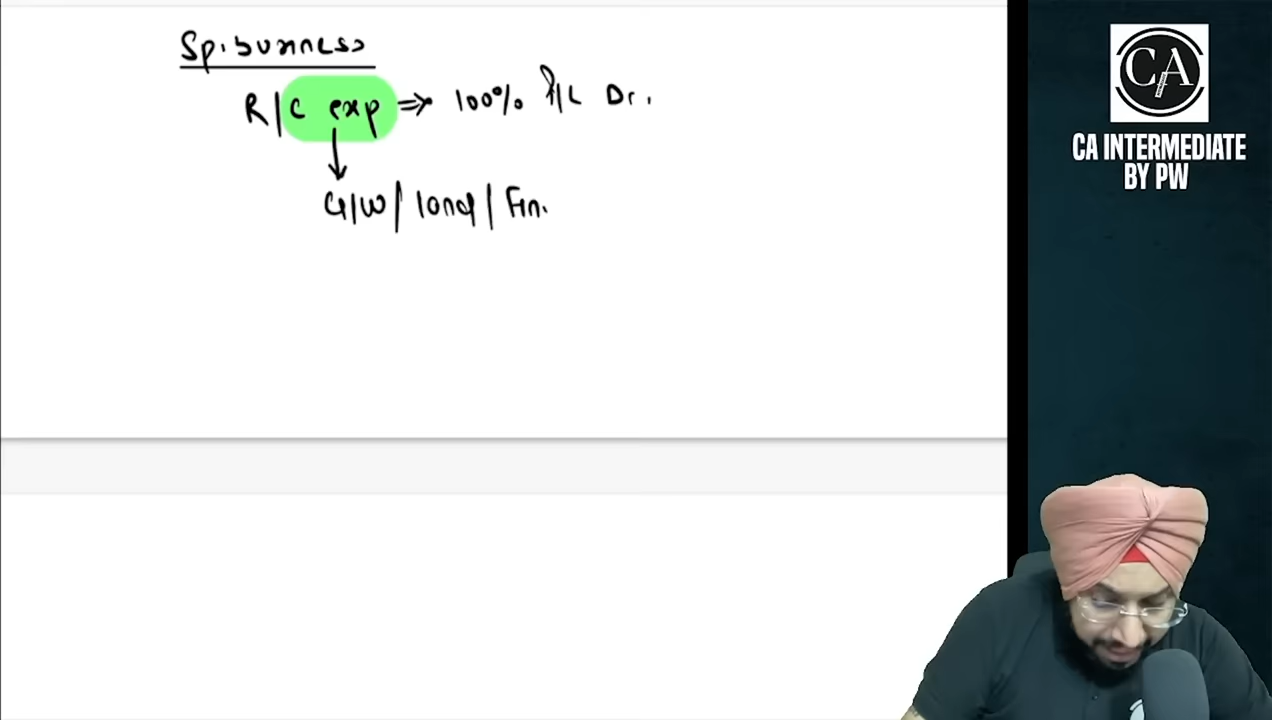 Sp. business
R/C exp ⇒ 100% P/L Dr.
↓
G/W / land / Fin.
CA
CA INTERMEDIATE
BY PW